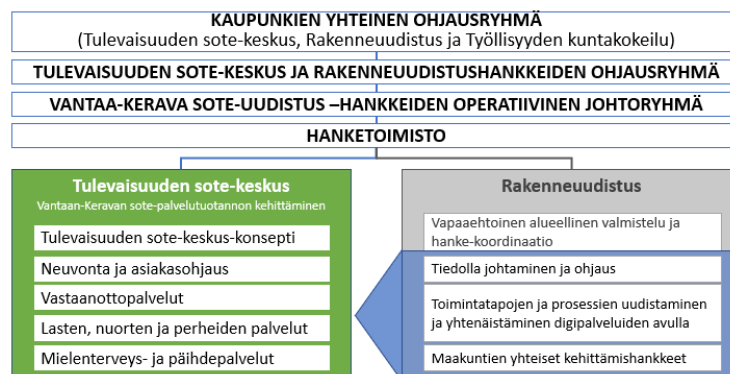 KAUPUNKIEN YHTEINEN OHJAUSRYHMÄ
(Tulevaisuuden sote-keskus, Rakenneuudistus ja Työllisyyden kuntakokeilu)
TULEVAISUUDEN SOTE-KESKUS JA RAKENNEUUDISTUSHANKKEIDEN OHJAUSRYHMÄ
VANTAA-KERAVA SOTE-UUDISTUS –HANKKEIDEN OPERATIIVINEN JOHTORYHMÄ
HANKETOIMISTO
Tulevaisuuden sote-keskus
Vantaan-Keravan sote-palvelutuotannon kehittäminen
Tulevaisuuden sote-keskus-konsepti
Neuvonta ja asiakasohjaus
Vastaanottopalvelut
Lasten, nuorten ja perheiden palvelut
Mielenterveys- ja päihdepalvelut
Rakenneuudistus
Vapaaehtoinen alueellinen valmistelu ja
hanke-koordinaatio
Tiedolla johtaminen ja ohjaus
Toimintatapojen ja prosessien uudistaminen
ja yhtenäistäminen digipalveluiden avulla
Maakuntien yhteiset kehittämishankkeet